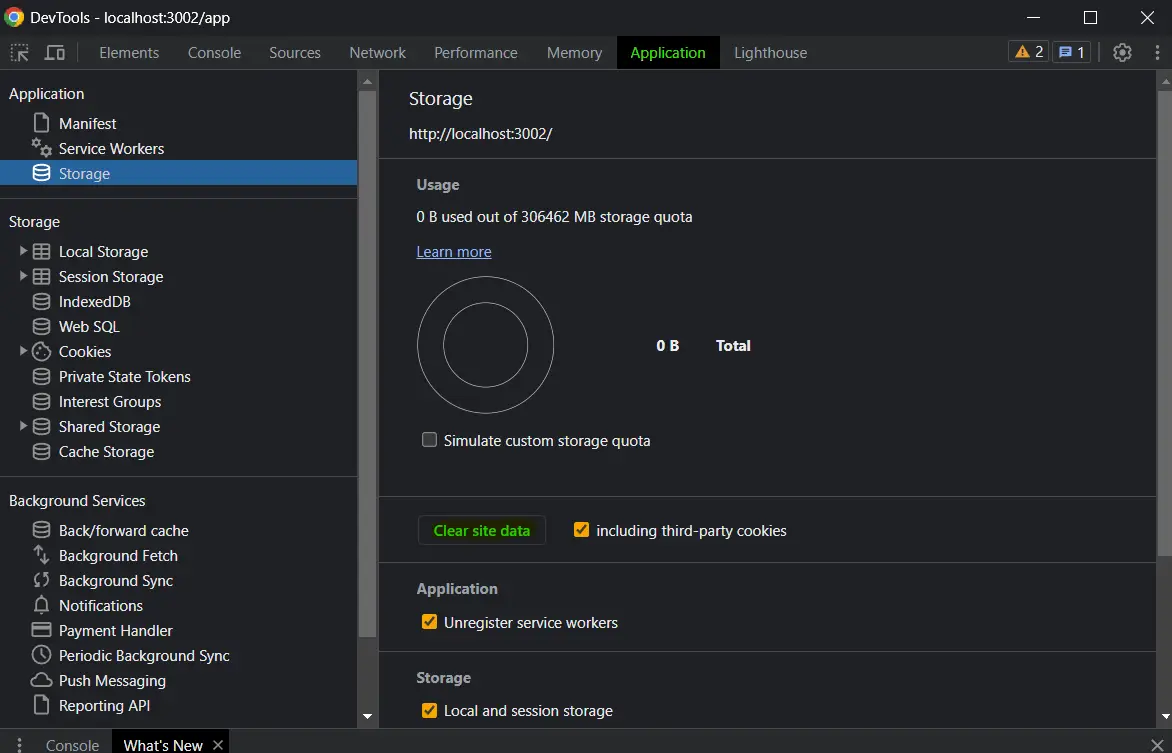 DevTools - localhost:3002/app
Elements Console Sources Network Performance Memory Application Lighthouse 2 1
Application
Manifest
Service Workers
Storage
Storage
Local Storage
Session Storage
IndexedDB
Web SQL
Cookies
Private State Tokens
Interest Groups
Shared Storage
Cache Storage
Background Services
Back/forward cache
Background Fetch
Background Sync
Notifications
Payment Handler
Periodic Background Sync
Push Messaging
Reporting API
Storage
http://localhost:3002/
Usage
0 B used out of 306462 MB storage quota
Learn more
0 B Total
Simulate custom storage quota
Clear site data including third-party cookies
Application
Unregister service workers
Storage
Local and session storage
Console What's New